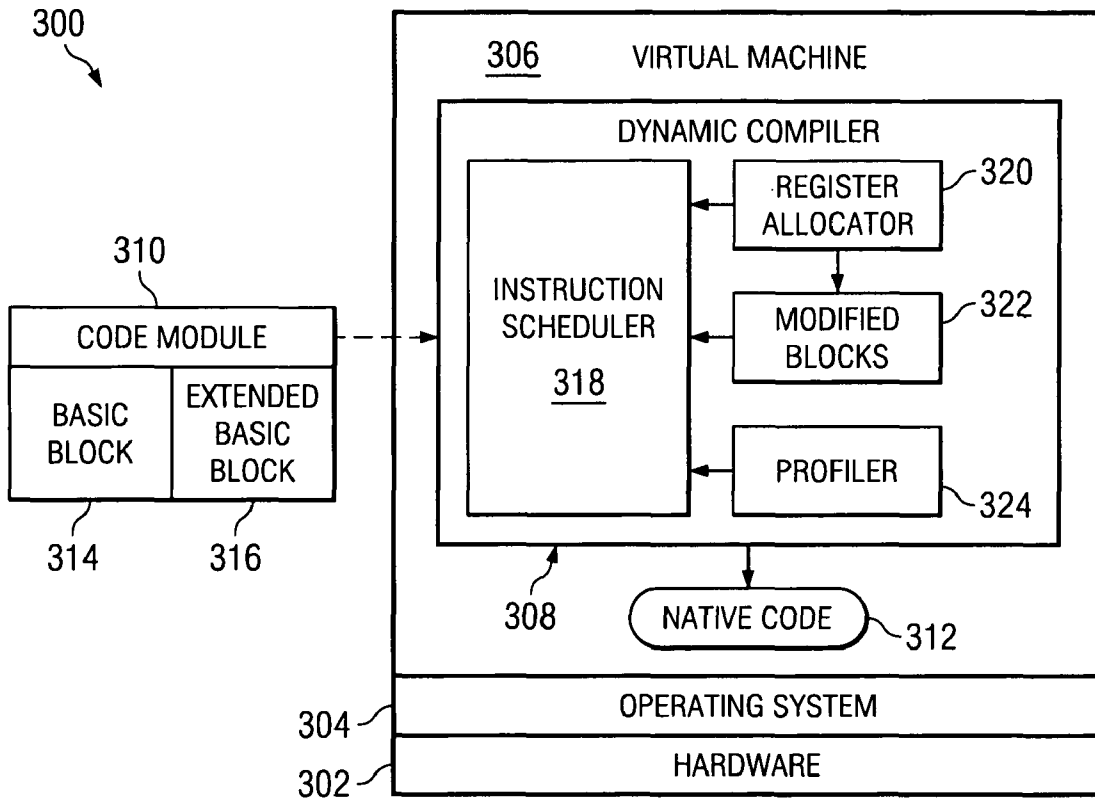 300
306
VIRTUAL MACHINE
DYNAMIC COMPILER
REGISTER
ALLOCATOR
320
310
CODE MODULE
BASIC
BLOCK
EXTENDED
BASIC
BLOCK
314
316
INSTRUCTION
SCHEDULER
318
MODIFIED
BLOCKS
322
PROFILER
324
308
NATIVE CODE
312
304
OPERATING SYSTEM
302
HARDWARE